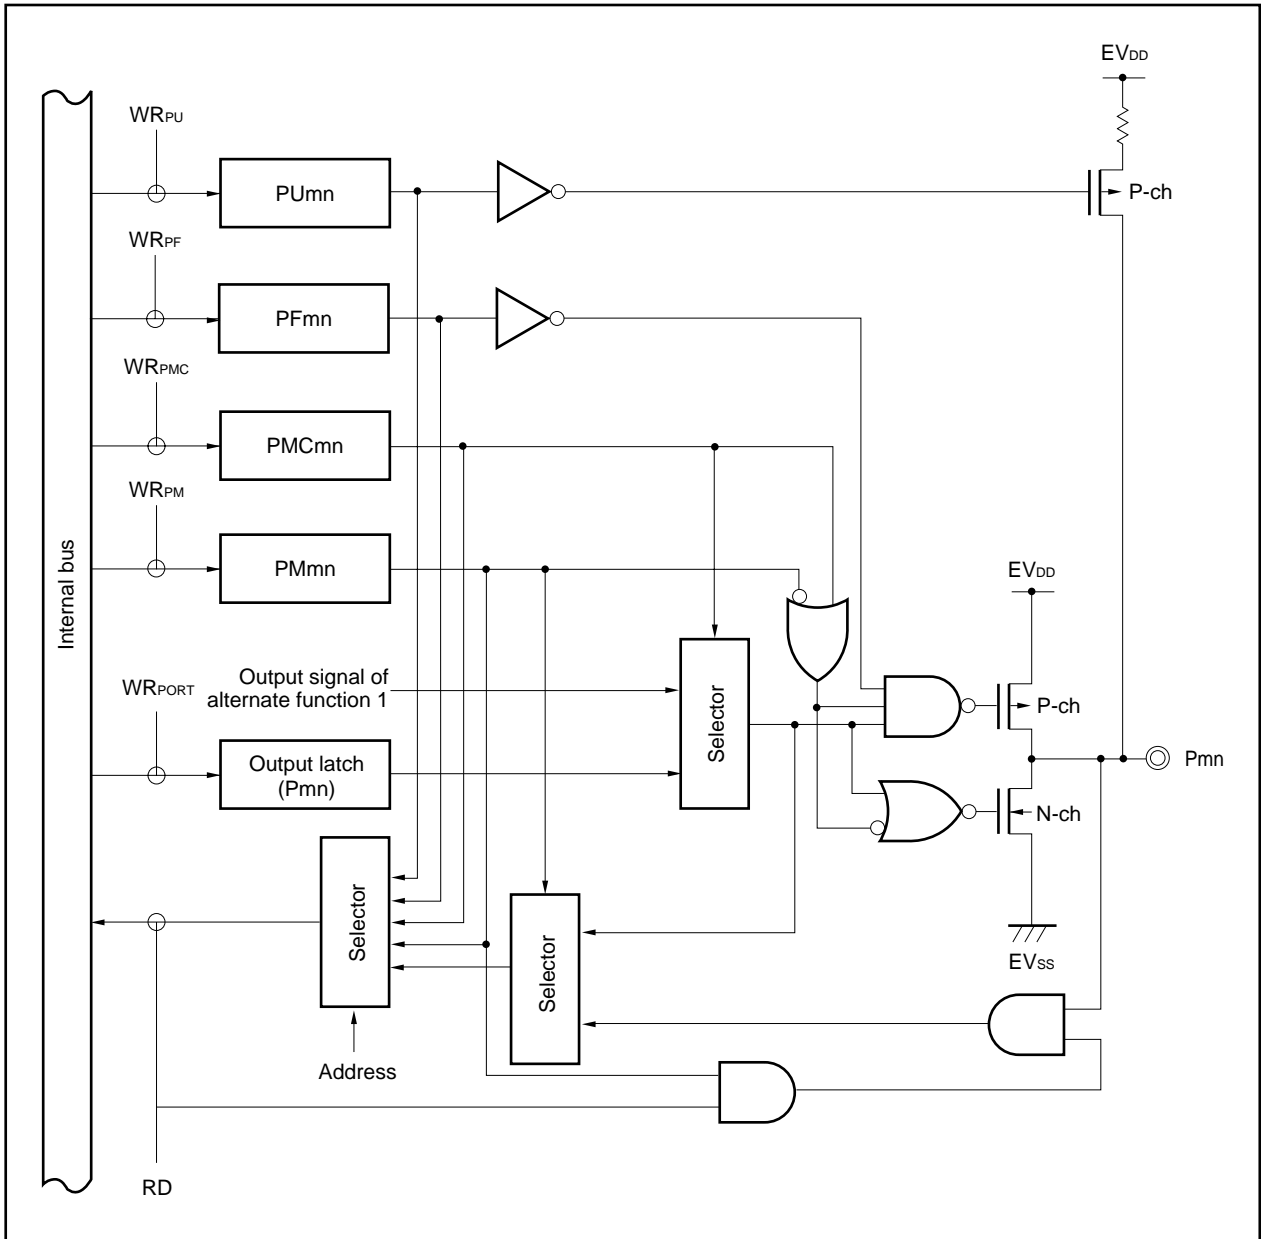 EVDD
WRPU
PUmn
P-ch
WRPF
PFmn
WRPMC
PMCmn
WRPM
PMmn
EVDD
Internal bus
Output signal of
alternate function 1
WRPORT
Selector
P-ch
Output latch
(Pmn)
Pmn
N-ch
Selector
Selector
EVSS
Address
RD